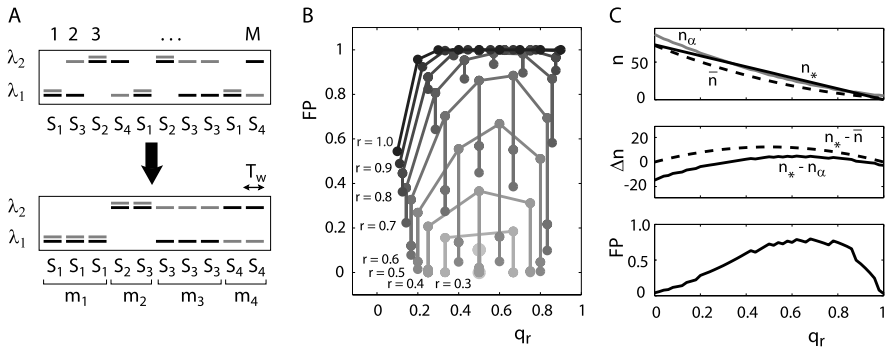 A
1 2 3 ... M
λ2
λ1
S1 S3 S2 S4 S1 S2 S3 S3 S1 S4
Tw
λ2
λ1
S1 S1 S1 S2 S3 S3 S3 S3 S4 S4
m1 m2 m3 m4
B
FP
1
0.8
0.6
0.4
0.2
0
r = 1.0
r = 0.9
r = 0.8
r = 0.7
r = 0.6
r = 0.5
r = 0.4
r = 0.3
0 0.2 0.4 0.6 0.8 1
qr
C
n
50
0
nα
n̄
n*
Δn
20
0
-20
n* - n̄
n* - nα
FP
1.0
0.5
0.0
0 0.2 0.4 0.6 0.8 1
qr